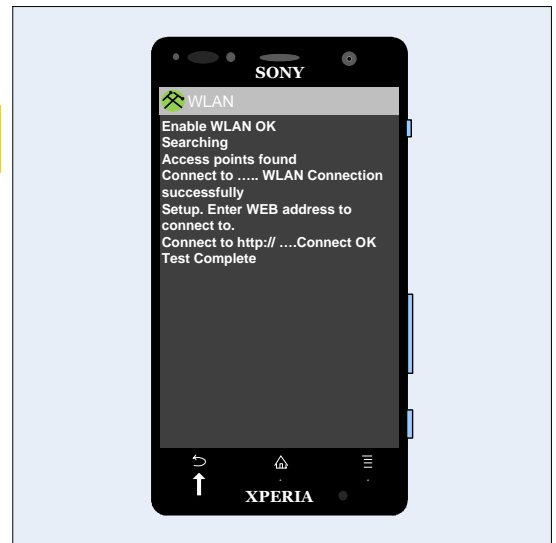 SONY
WLAN
Enable WLAN OK
Searching
Access points found
Connect to ….. WLAN Connection
successfully
Setup. Enter WEB address to
connect to.
Connect to http:// ….Connect OK
Test Complete
XPERIA